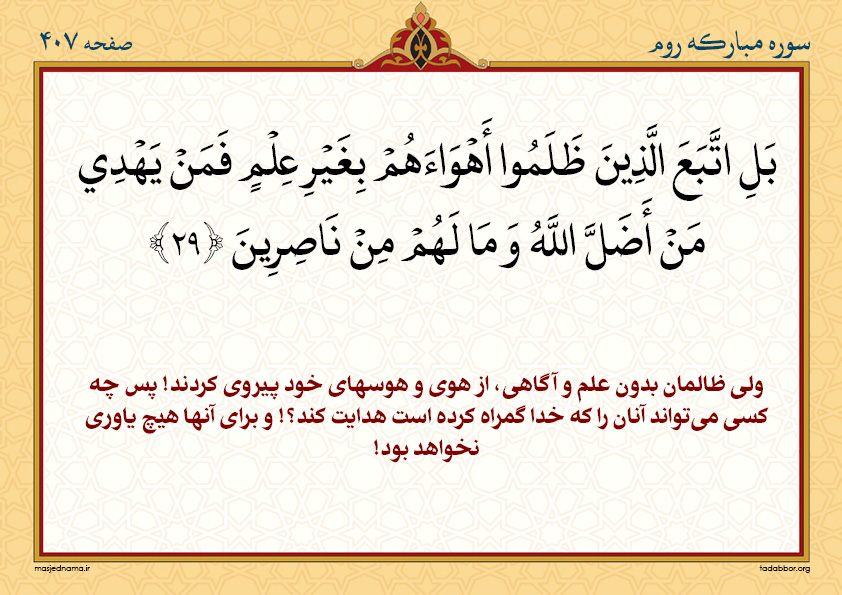 سوره مبارکه روم
صفحه ۴۰۷
بَلِ اتَّبَعَ الَّذِينَ ظَلَمُوا أَهْوَاءَهُمْ بِغَيْرِ عِلْمٍ فَمَنْ يَهْدِي
مَنْ أَضَلَّ اللَّهُ وَ مَا لَهُمْ مِنْ نَاصِرِينَ ﴿۲۹﴾
ولی ظالمان بدون علم و آگاهی، از هوی و هوسهای خود پیروی کردند! پس چه
کسی می‌تواند آنان را که خدا گمراه کرده است هدایت کند؟! و برای آنها هیچ یاوری
نخواهد بود!
masjednama.ir
tadabbor.org